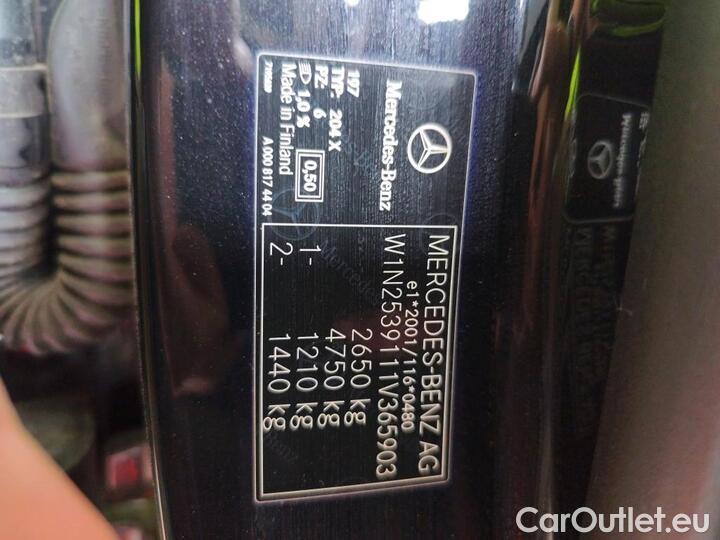 Mercedes-Benz
197
TYP: 204 X
PZ: 6
1,0 %
0,50
Made in Finland
A 000 817 44 04
MERCEDES-BENZ AG
e1*2001/116*0480
W1N2539111V365903
2650 kg
4750 kg
1- 1210 kg
2- 1440 kg
CarOutlet.eu